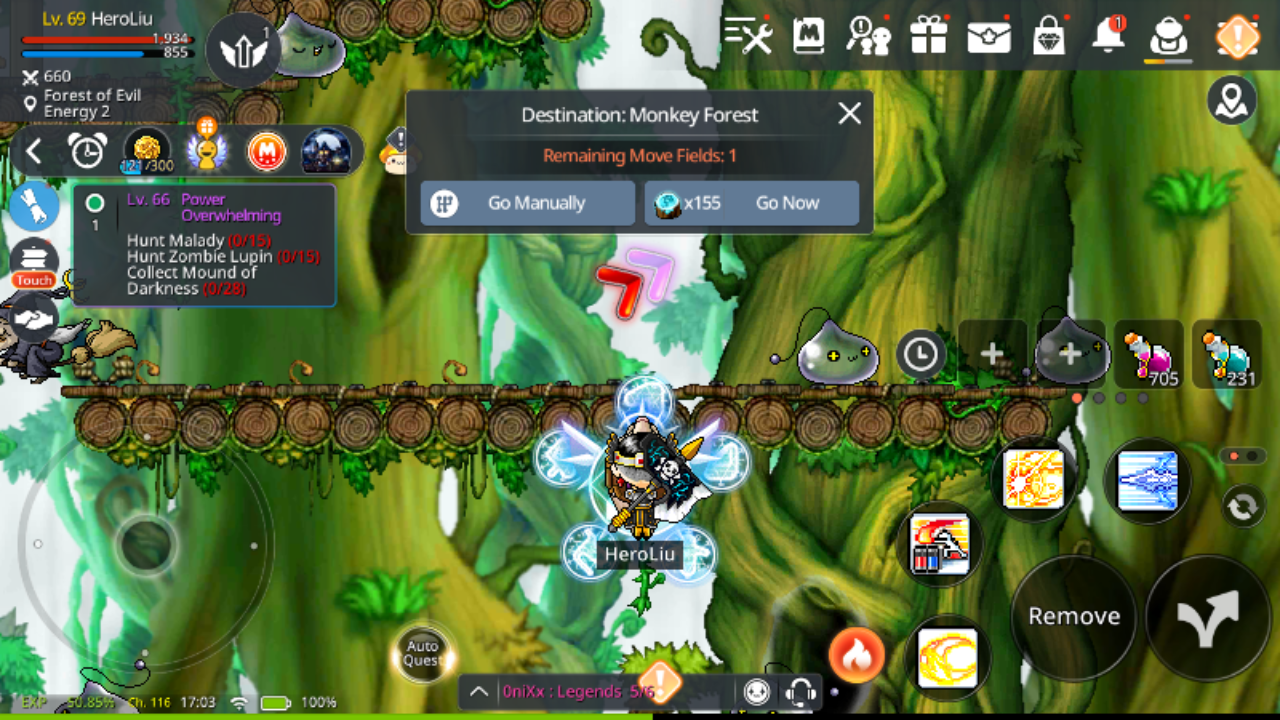 Lv. 69 HeroLiu
1,934
855
1
660
Forest of Evil
Energy 2
121/300
M
M
1
Destination: Monkey Forest
Remaining Move Fields: 1
Go Manually
x155
Go Now
1
Lv. 66 Power
Overwhelming
Hunt Malady (0/15)
Hunt Zombie Lupin (0/15)
Collect Mound of
Darkness (0/28)
Touch
705
231
HeroLiu
Remove
Auto
Quest
0niXx : Legends 5/6
EXP 50.85% Ch. 116 17:03 100%